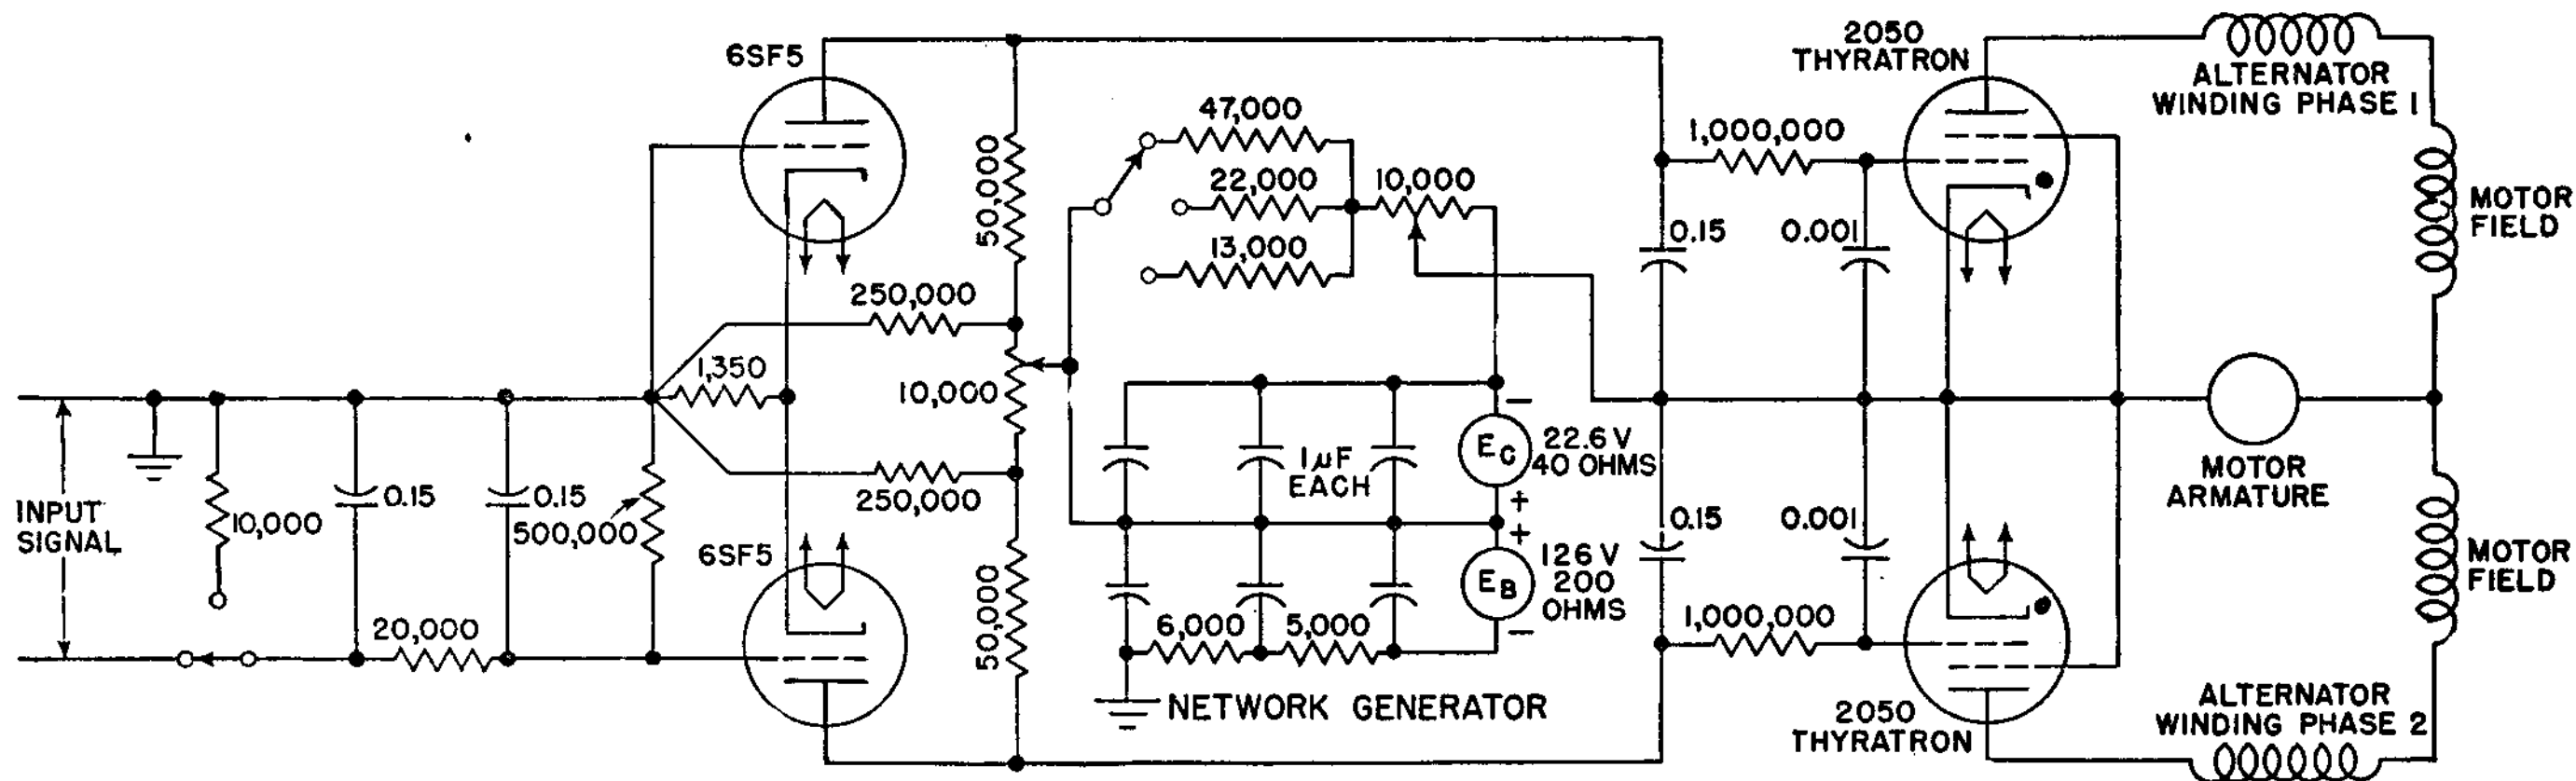 6SF5
2050
THYRATRON
ALTERNATOR
WINDING PHASE 1
47,000
1,000,000
50,000
22,000
10,000
MOTOR
FIELD
0.15
0.001
13,000
250,000
1,350
10,000
INPUT
SIGNAL
10,000
0.15
0.15
500,000
250,000
1μF
EACH
EC
22.6 V
40 OHMS
−
+
MOTOR
ARMATURE
6SF5
50,000
+
EB
126 V
200
OHMS
−
0.15
0.001
MOTOR
FIELD
20,000
6,000
5,000
1,000,000
NETWORK GENERATOR
2050
THYRATRON
ALTERNATOR
WINDING PHASE 2